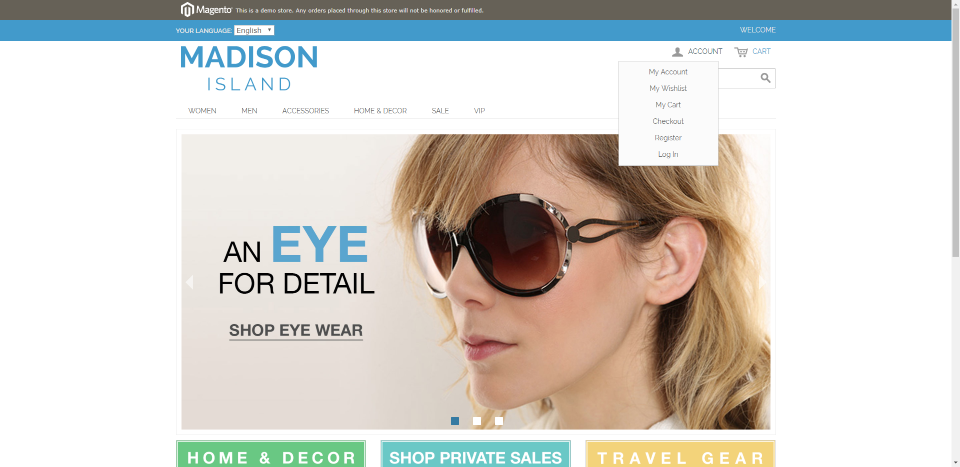 Magento This is a demo store. Any orders placed through this store will not be honored or fulfilled.
YOUR LANGUAGE: English WELCOME
MADISON
ISLAND
ACCOUNT CART
My Account
My Wishlist
My Cart
Checkout
Register
Log In
WOMEN MEN ACCESSORIES HOME & DECOR SALE VIP
AN EYE
FOR DETAIL
SHOP EYE WEAR
HOME & DECOR SHOP PRIVATE SALES TRAVEL GEAR